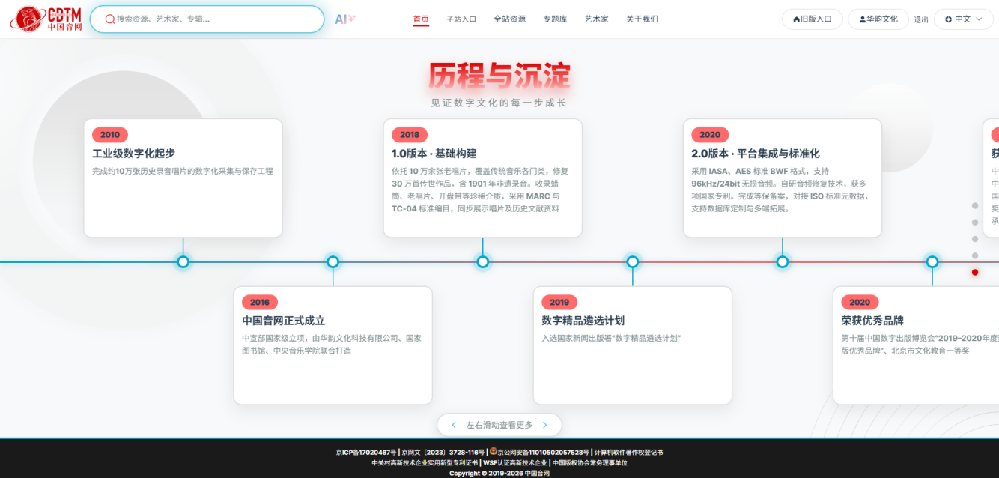 CDTM
中国音网
搜索资源、艺术家、专辑...
AI
首页
子站入口
全站资源
专题库
艺术家
关于我们
旧版入口
华韵文化
退出
中文
历程与沉淀
见证数字文化的每一步成长
2010
工业级数字化起步
完成约10万张历史录音唱片的数字化采集与保存工程
2018
1.0版本 · 基础构建
依托 10 万余张老唱片，覆盖传统音乐各门类，修复
30 万首传世作品，含 1901 年非遗录音。收录蜡
筒、老唱片、开盘带等珍稀介质，采用 MARC 与
TC-04 标准编目，同步展示唱片及历史文献资料
2020
2.0版本 · 平台集成与标准化
采用 IASA、AES 标准 BWF 格式，支持
96kHz/24bit 无损音频。自研音频修复技术，获多
项国家专利。完成等保备案，对接 ISO 标准元数据，
支持数据库定制与多端拓展。
获
中
中
国
奖
承
2016
中国音网正式成立
中宣部国家级立项，由华韵文化科技有限公司、国家
图书馆、中央音乐学院联合打造
2019
数字精品遴选计划
入选国家新闻出版署“数字精品遴选计划”
2020
荣获优秀品牌
第十届中国数字出版博览会“2019–2020年度
版优秀品牌”、北京市文化教育一等奖
左右滑动查看更多
京ICP备17020467号 | 京网文〔2023〕3728-116号 | 京公网安备11010502057528号 | 计算机软件著作权登记书
中关村高新技术企业实用新型专利证书 | WSF认证高新技术企业 | 中国版权协会常务理事单位
Copyright © 2019-2026 中国音网